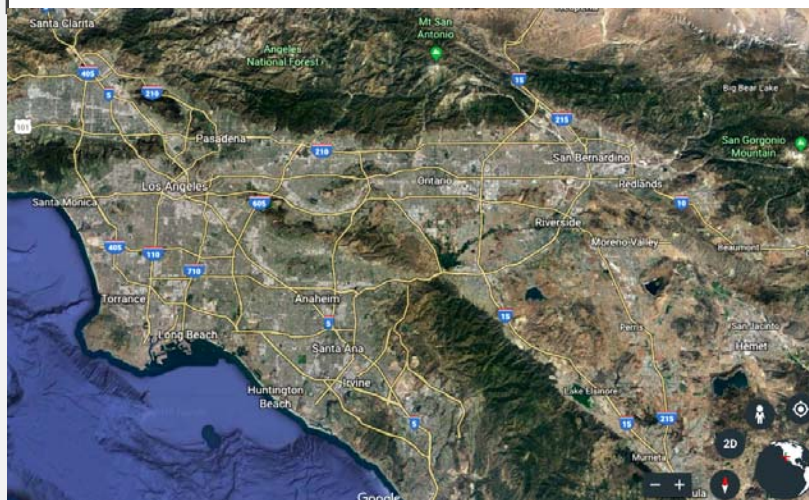 Santa Clarita
Mt San
Antonio
Angeles
National Forest
405
5
210
15
215
Big Bear Lake
101
Pasadena
210
San Bernardino
San Gorgonio
Mountain
Los Angeles
Ontario
Redlands
Santa Monica
605
10
Riverside
Moreno Valley
Beaumont
405
110
710
Torrance
Anaheim
15
5
Perris
San Jacinto
Hemet
Long Beach
Santa Ana
Huntington
Beach
Irvine
Lake Elsinore
5
15
215
2D
Murrieta
Google
ula